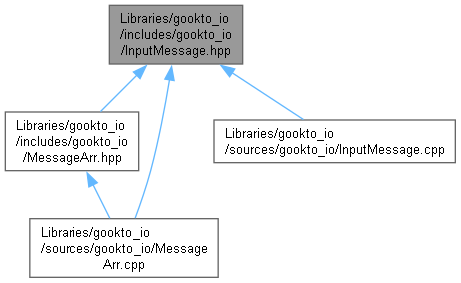 Libraries/gookto_io
/includes/gookto_io
/InputMessage.hpp
Libraries/gookto_io
/includes/gookto_io
/MessageArr.hpp
Libraries/gookto_io
/sources/gookto_io/InputMessage.cpp
Libraries/gookto_io
/sources/gookto_io/Message
Arr.cpp